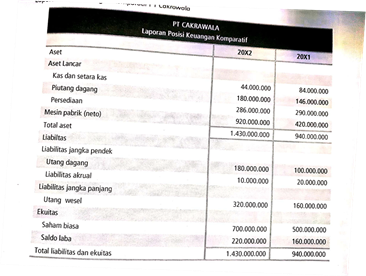 PT Cakrawala
PT CAKRAWALA
Laporan Posisi Keuangan Komparatif
20X2 20X1
Aset
Aset Lancar
Kas dan setara kas 44.000.000 84.000.000
Piutang dagang 180.000.000 146.000.000
Persediaan 286.000.000 290.000.000
Mesin pabrik (neto) 920.000.000 420.000.000
Total aset 1.430.000.000 940.000.000
Liabilitas
Liabilitas jangka pendek
Utang dagang 180.000.000 100.000.000
Liabilitas akrual 10.000.000 20.000.000
Liabilitas jangka panjang
Utang wesel 320.000.000 160.000.000
Ekuitas
Saham biasa 700.000.000 500.000.000
Saldo laba 220.000.000 160.000.000
Total liabilitas dan ekuitas 1.430.000.000 940.000.000